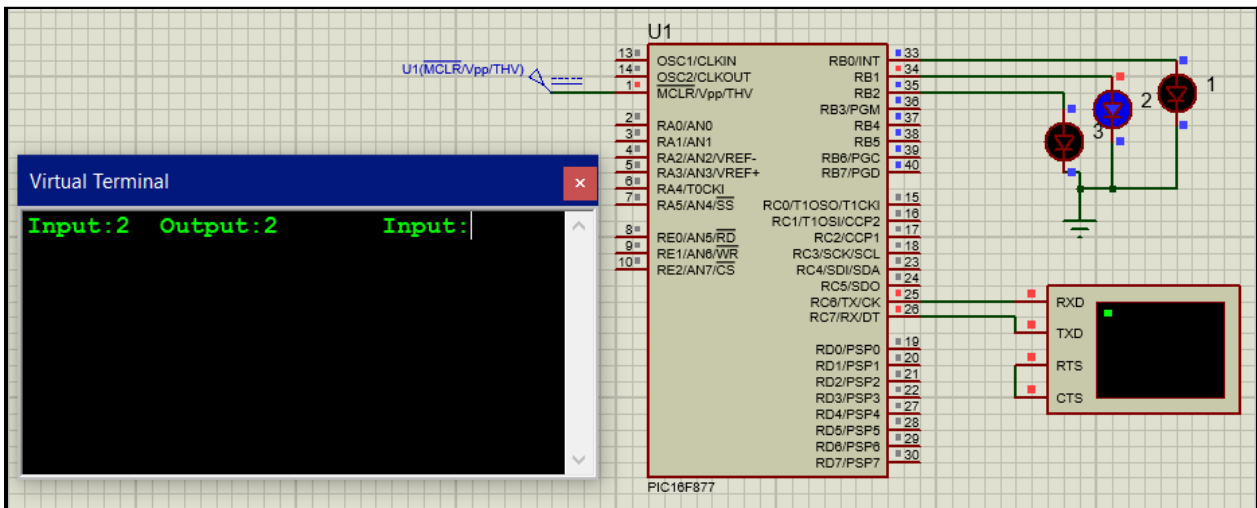 U1
U1(MCLR/Vpp/THV)
13 OSC1/CLKIN
14 OSC2/CLKOUT
1 MCLR/Vpp/THV
2 RA0/AN0
3 RA1/AN1
4 RA2/AN2/VREF-
5 RA3/AN3/VREF+
6 RA4/T0CKI
7 RA5/AN4/SS
8 RE0/AN5/RD
9 RE1/AN6/WR
10 RE2/AN7/CS
RB0/INT 33
RB1 34
RB2 35
RB3/PGM 36
RB4 37
RB5 38
RB6/PGC 39
RB7/PGD 40
RC0/T1OSO/T1CKI 15
RC1/T1OSI/CCP2 16
RC2/CCP1 17
RC3/SCK/SCL 18
RC4/SDI/SDA 23
RC5/SDO 24
RC6/TX/CK 25
RC7/RX/DT 26
RD0/PSP0 19
RD1/PSP1 20
RD2/PSP2 21
RD3/PSP3 22
RD4/PSP4 27
RD5/PSP5 28
RD6/PSP6 29
RD7/PSP7 30
PIC16F877
1
2
3
RXD
TXD
RTS
CTS
Virtual Terminal
Input:2 Output:2 Input: